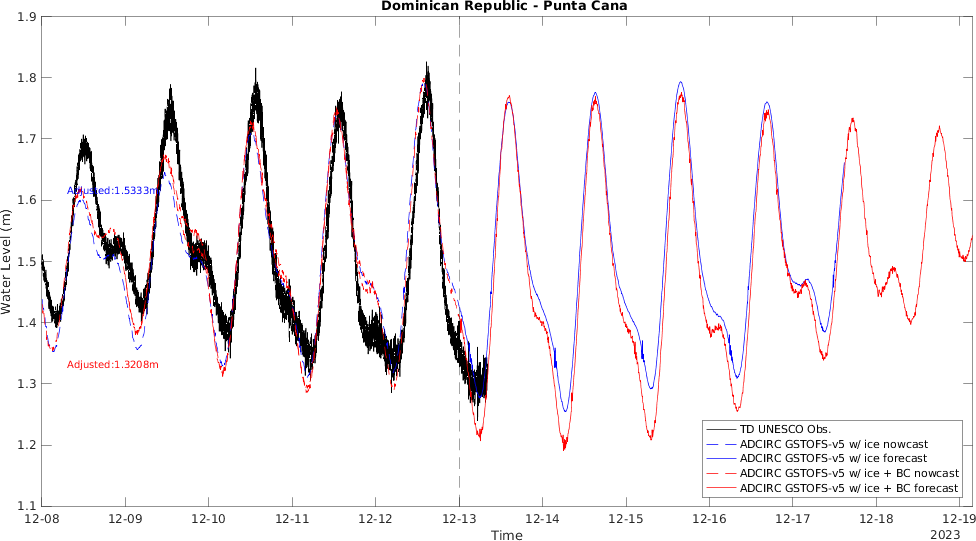 Dominican Republic - Punta Cana
1.9
1.8
1.7
1.6
1.5
1.4
1.3
1.2
1.1
Water Level (m)
Adjusted:1.5333m
Adjusted:1.3208m
TD UNESCO Obs.
ADCIRC GSTOFS-v5 w/ ice nowcast
ADCIRC GSTOFS-v5 w/ ice forecast
ADCIRC GSTOFS-v5 w/ ice + BC nowcast
ADCIRC GSTOFS-v5 w/ ice + BC forecast
12-08 12-09 12-10 12-11 12-12 12-13 12-14 12-15 12-16 12-17 12-18 12-19
Time
2023